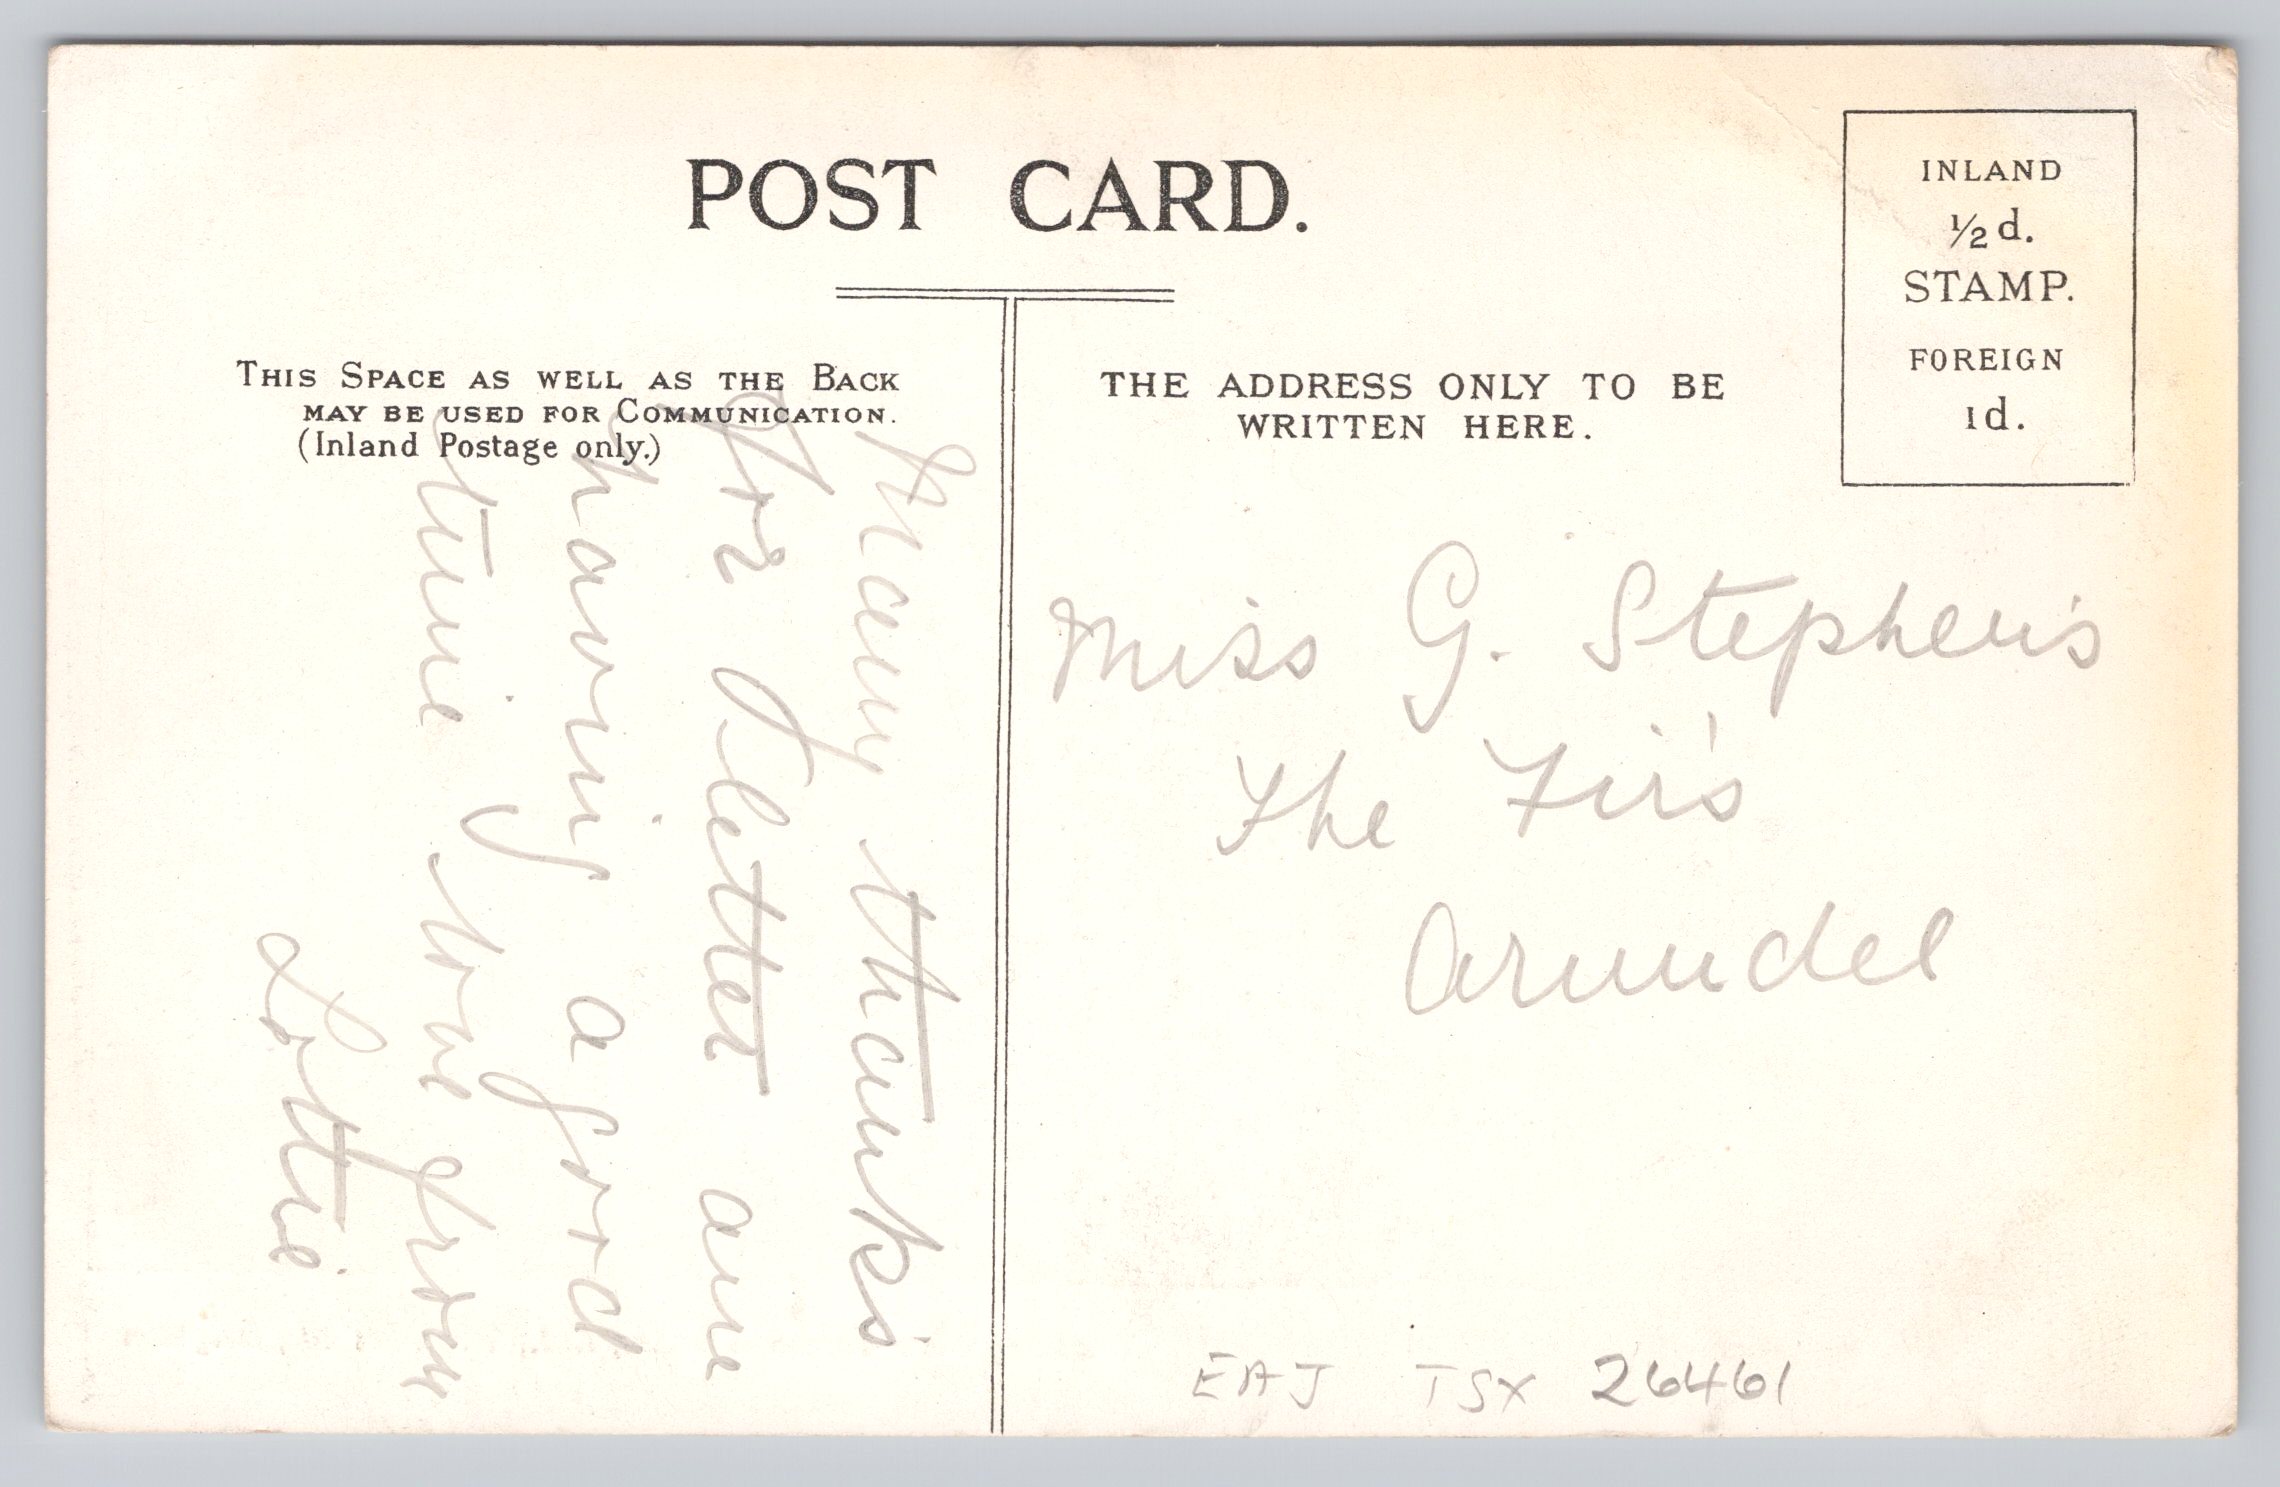 POST CARD.
THIS SPACE AS WELL AS THE BACK
MAY BE USED FOR COMMUNICATION.
(Inland Postage only.)
THE ADDRESS ONLY TO BE
WRITTEN HERE.
INLAND
½d.
STAMP.
FOREIGN
1d.
Many thanks
for letter am
having a good
time love from
Lottie
Miss G. Stephens
The Firs
Arundel
EAJ TSX 26461